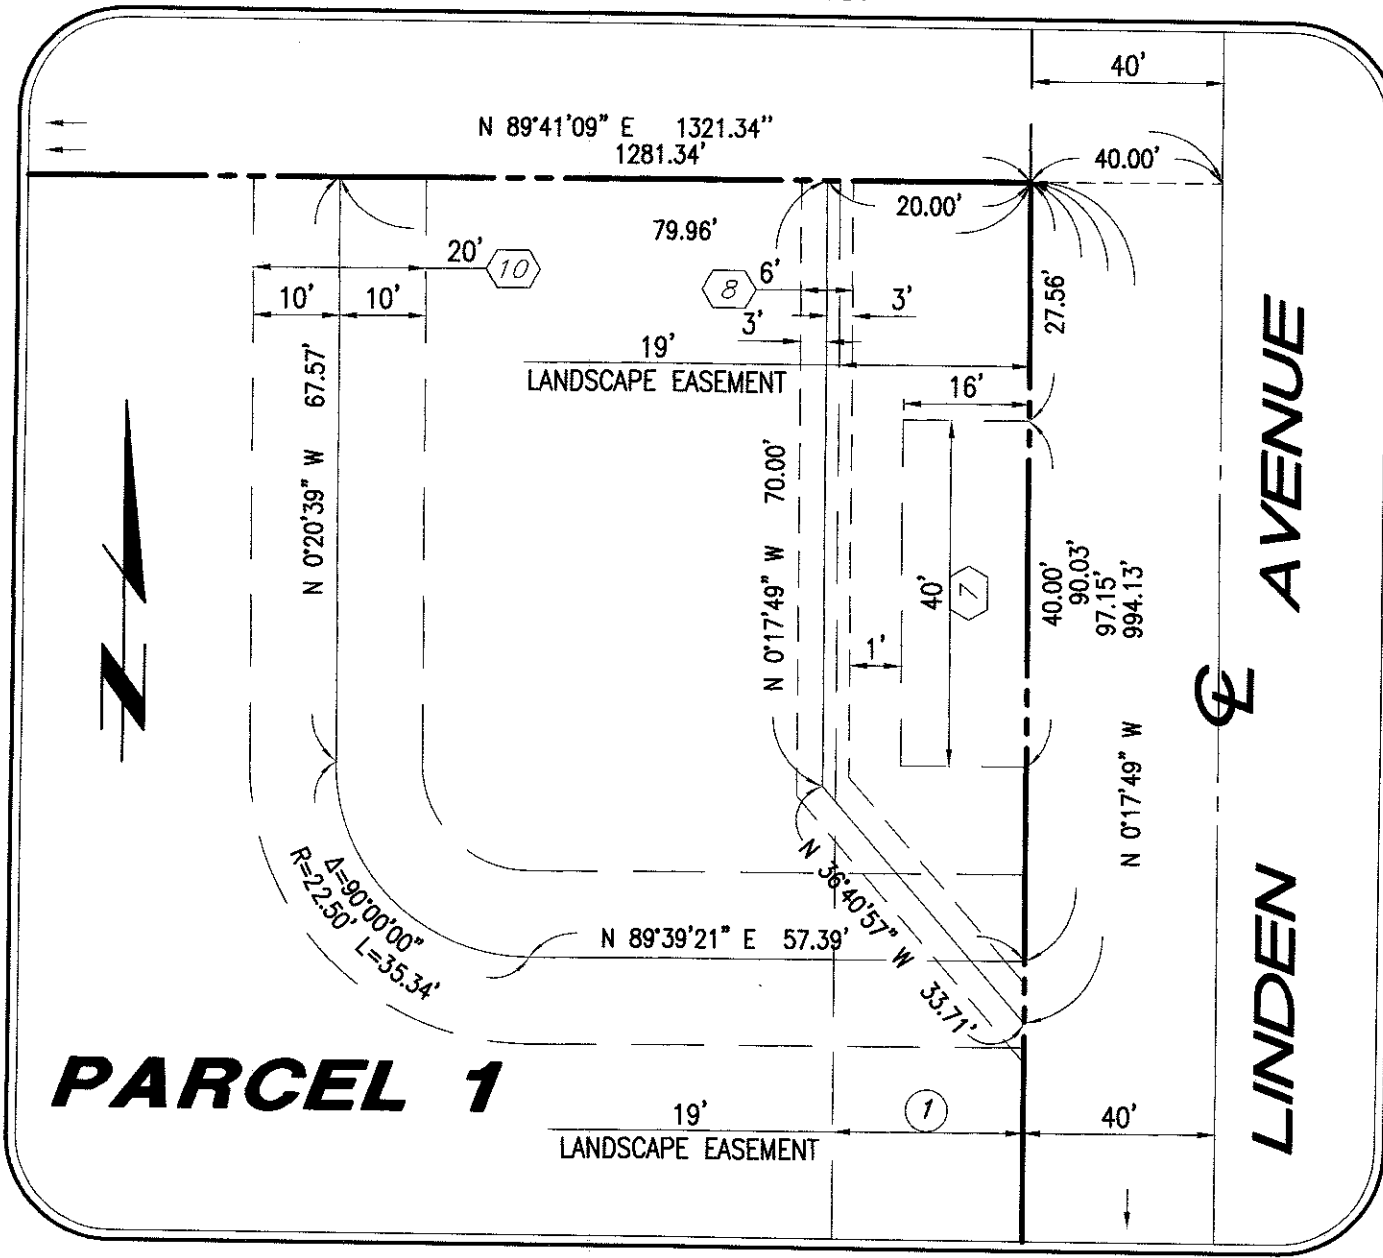 40'
N 89°41'09" E 1321.34"
1281.34'
40.00'
20.00'
79.96'
20'
10
6'
8
10'
10'
3'
3'
27.56'
19'
LANDSCAPE EASEMENT
16'
N 0°20'39" W 67.57'
N 0°17'49" W 70.00'
40'
7
1'
40.00'
90.03'
97.15'
994.13'
N 0°17'49" W
LINDEN AVENUE
℄
N
Δ=90°00'00"
R=22.50' L=35.34'
N 89°39'21" E 57.39'
N 36°40'57" W 33.71'
PARCEL 1
19'
LANDSCAPE EASEMENT
1
40'